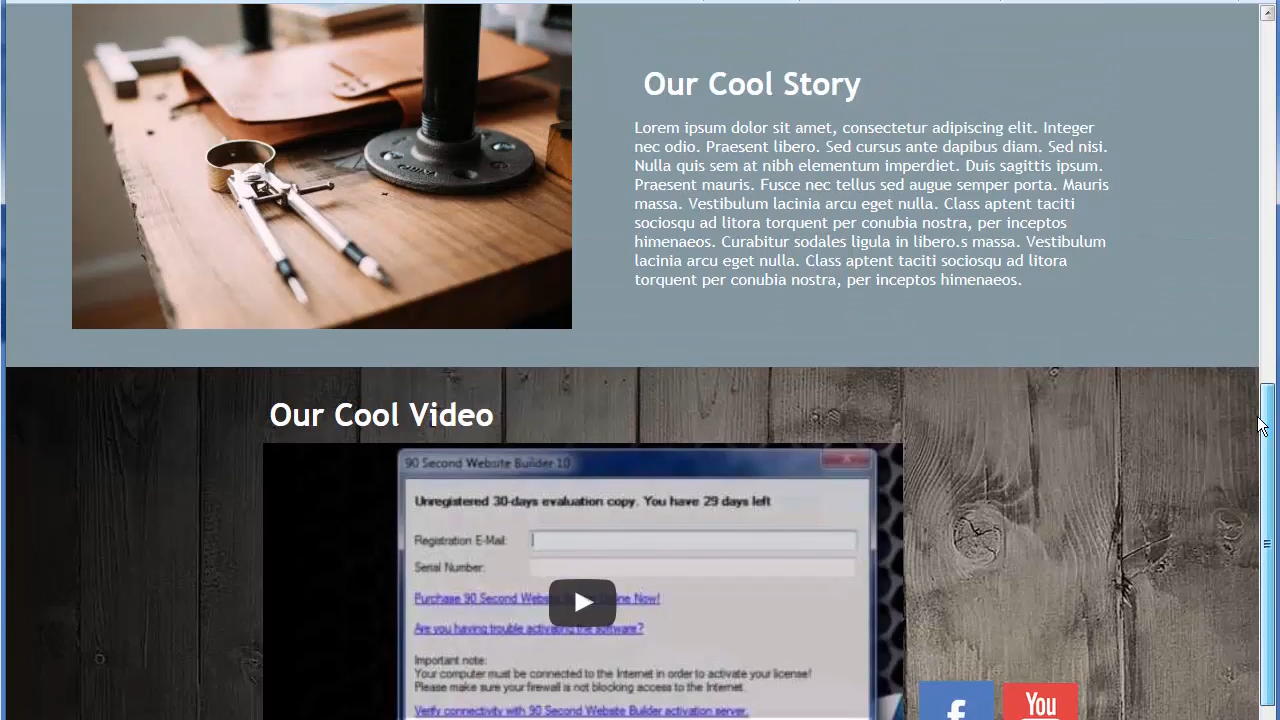 Our Cool Story
Lorem ipsum dolor sit amet, consectetur adipiscing elit. Integer
nec odio. Praesent libero. Sed cursus ante dapibus diam. Sed nisi.
Nulla quis sem at nibh elementum imperdiet. Duis sagittis ipsum.
Praesent mauris. Fusce nec tellus sed augue semper porta. Mauris
massa. Vestibulum lacinia arcu eget nulla. Class aptent taciti
sociosqu ad litora torquent per conubia nostra, per inceptos
himenaeos. Curabitur sodales ligula in libero.s massa. Vestibulum
lacinia arcu eget nulla. Class aptent taciti sociosqu ad litora
torquent per conubia nostra, per inceptos himenaeos.
Our Cool Video
90 Second Website Builder 10
Unregistered 30-days evaluation copy. You have 29 days left
Registration E-Mail:
Serial Number:
Purchase 90 Second Online Now!
Are you having trouble activating the software?
Important note:
Your computer must be connected to the Internet in order to activate your license!
Please make sure your firewall is not blocking access to the Internet.
Verify connectivity with 90 Second Website Builder activation server.
f
You